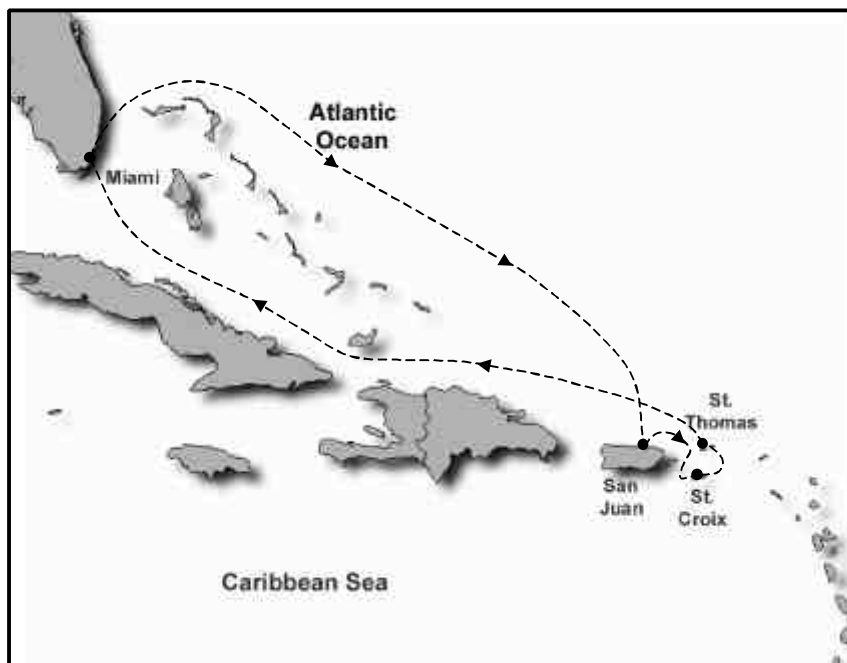 Atlantic
Ocean
Miami
St.
Thomas
San
Juan
St.
Croix
Caribbean Sea